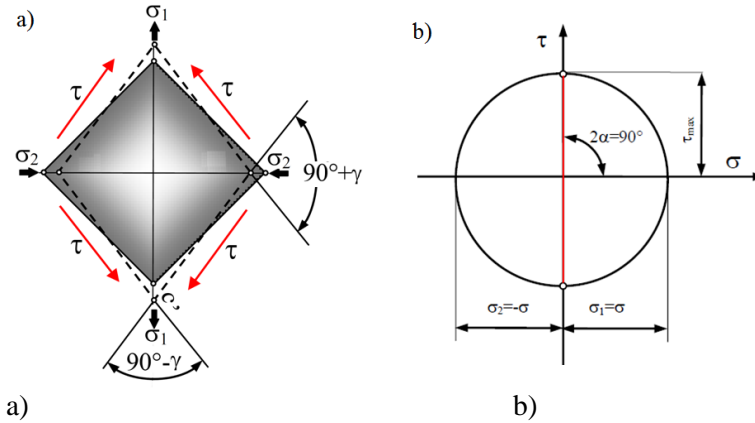 a)
σ1
τ
τ
σ2
σ2
90°+γ
τ
τ
c’
σ1
90°-γ
a)
b)
τ
τmax
2α=90°
σ
σ2=-σ
σ1=σ
b)